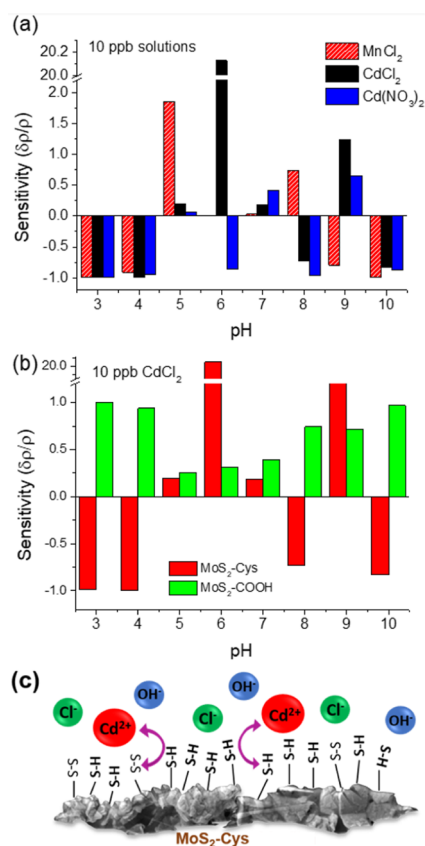 (a)
10 ppb solutions
MnCl2
CdCl2
Cd(NO3)2
Sensitivity (δρ/ρ)
20.2
20.0
2.0
1.5
1.0
0.5
0.0
-0.5
-1.0
3 4 5 6 7 8 9 10
pH
(b)
10 ppb CdCl2
Sensitivity (δρ/ρ)
20.0
1.0
0.5
0.0
-0.5
-1.0
MoS2-Cys
MoS2-COOH
3 4 5 6 7 8 9 10
pH
(c)
Cl- OH- Cd2+ Cl- OH- Cd2+ Cl- OH-
S-S S-H S-H S-S S-H S-H S-H S-H S-H S-H S-H S-S S-H S-H
MoS2-Cys